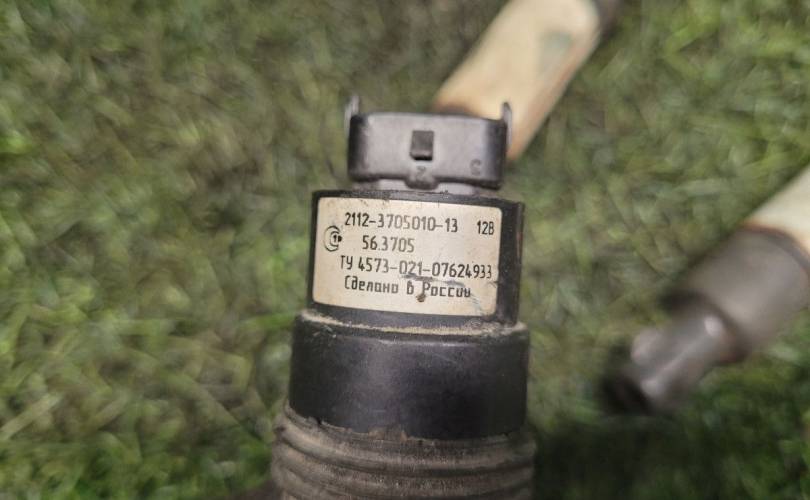 2112-3705010-13 12В
56.3705
ТУ 4573-021-07624933
Сделано в России